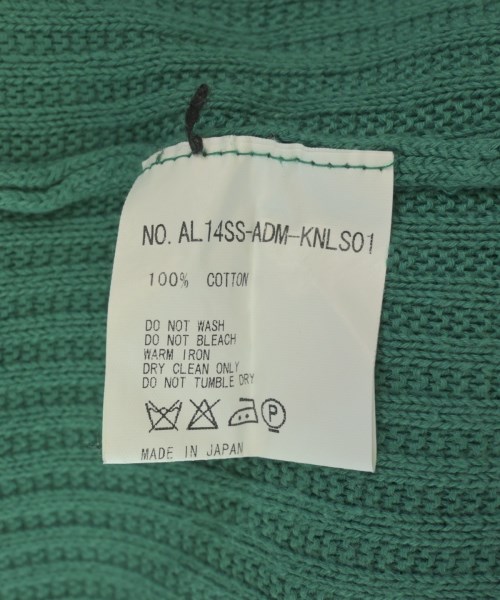 NO. AL14SS-ADM-KNLS01
100% COTTON
DO NOT WASH
DO NOT BLEACH
WARM IRON
DRY CLEAN ONLY
DO NOT TUMBLE DRY
P
MADE IN JAPAN